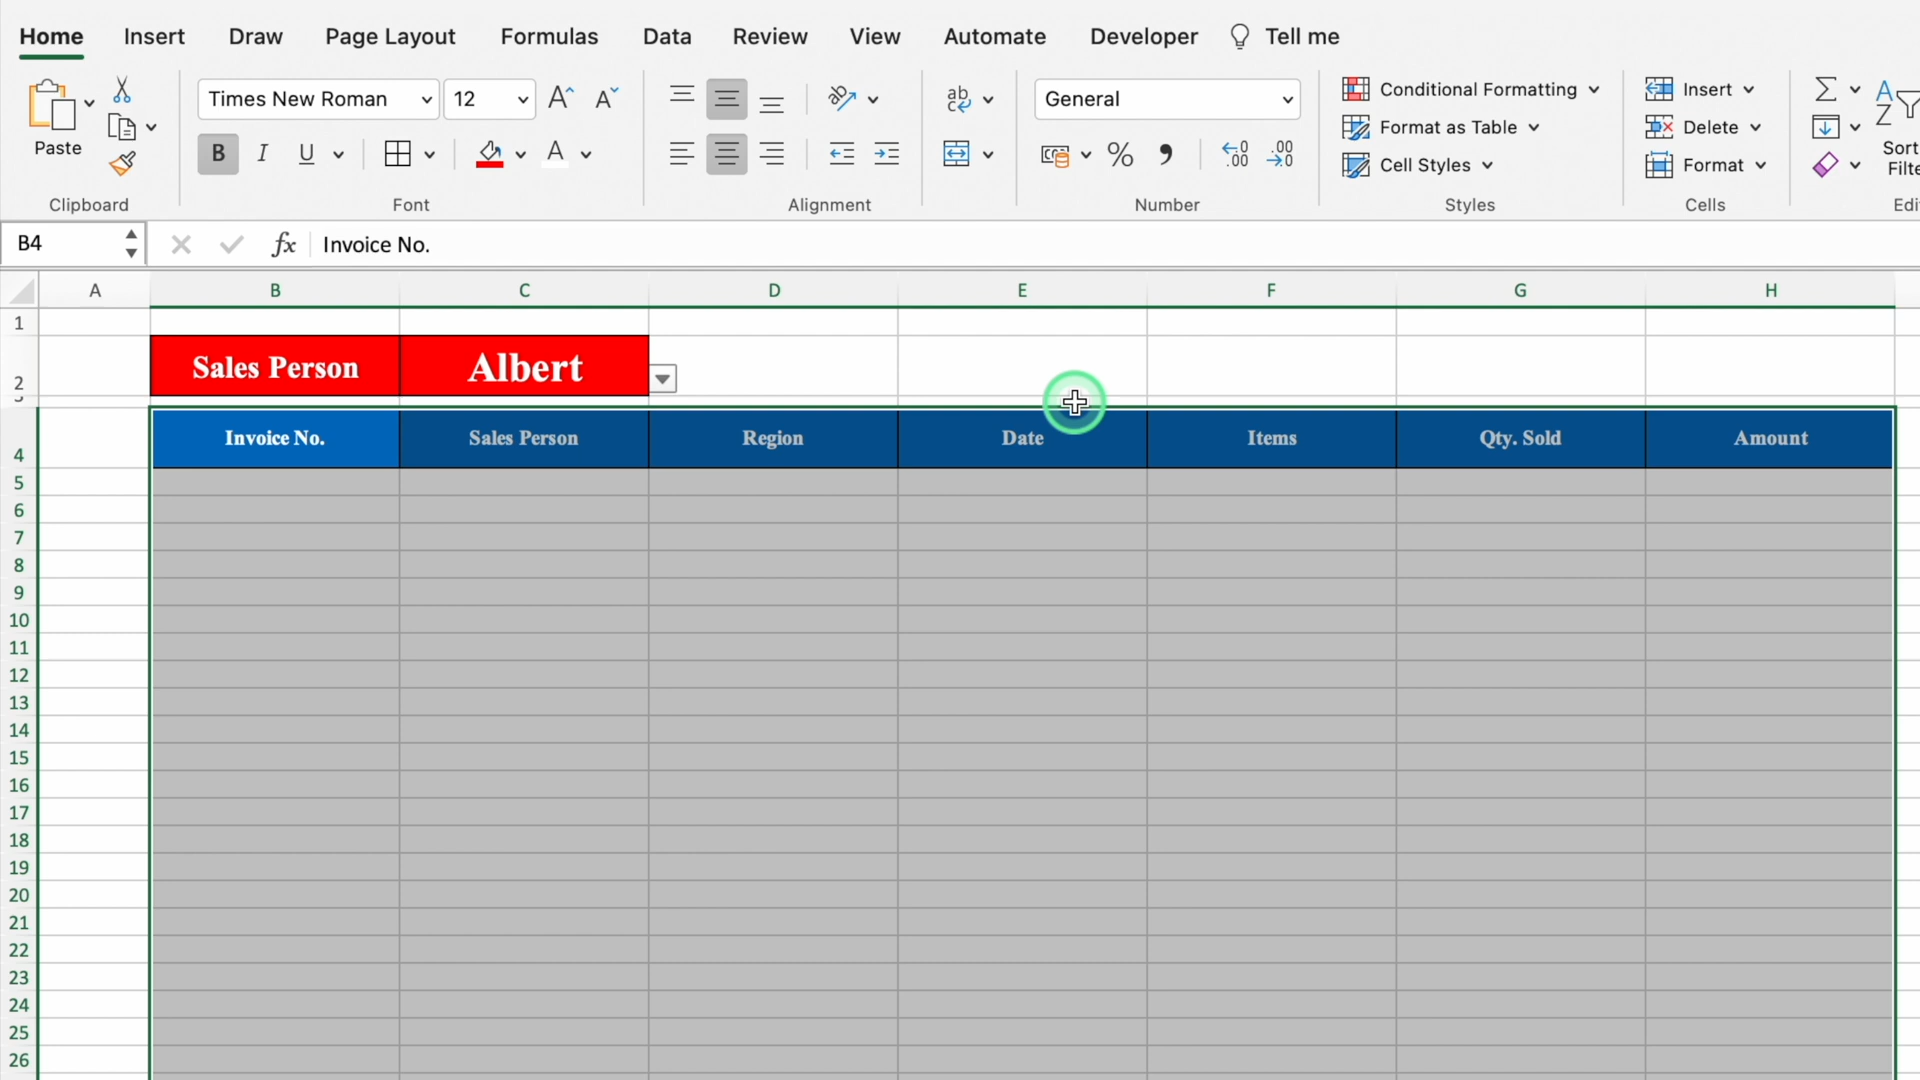 Home Insert Draw Page Layout Formulas Data Review View Automate Developer Tell me
Times New Roman 12 General Conditional Formatting Insert
Format as Table Delete
Paste B I U Cell Styles Format Sort
Filte
Clipboard Font Alignment Number Styles Cells Edi
B4 fx Invoice No.
A B C D E F G H
1
2 Sales Person Albert
3
4 Invoice No. Sales Person Region Date Items Qty. Sold Amount
5
6
7
8
9
10
11
12
13
14
15
16
17
18
19
20
21
22
23
24
25
26